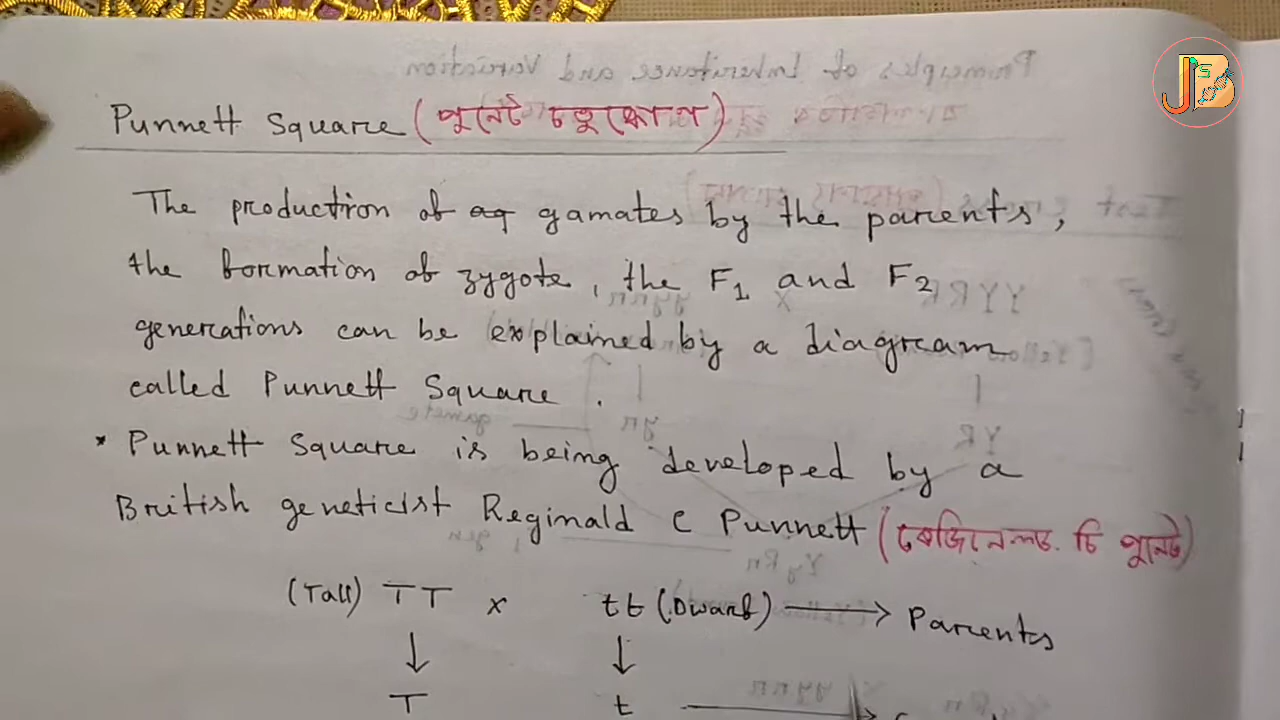 Punnett Square (পুনেট চতুষ্কোণ)
The production of gamates by the parents,
the formation of zygote, the F1 and F2
generations can be explained by a diagram
called Punnett Square.
* Punnett Square is being developed by a
British geneticist Reginald C Punnett (ৰেজিনেল্ড. চি পুনেট)
(Tall) TT x tt (Dwarf) → Parents
↓ ↓
T t →
JB